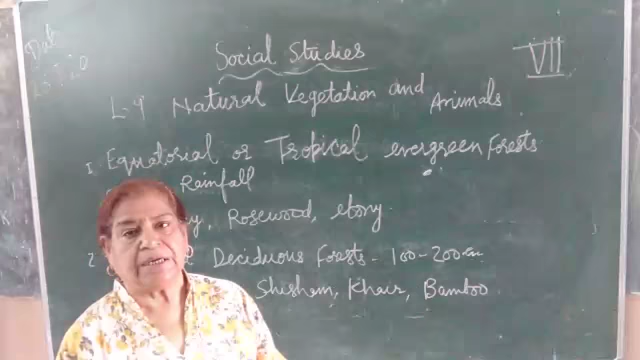 Social Studies
VII
L-9 Natural Vegetation and Animals
1. Equatorial or Tropical evergreen Forests
Rainfall
Rosewood, ebony.
2 Deciduous Forests - 100-200cm
Shishem, Khair, Bamboo